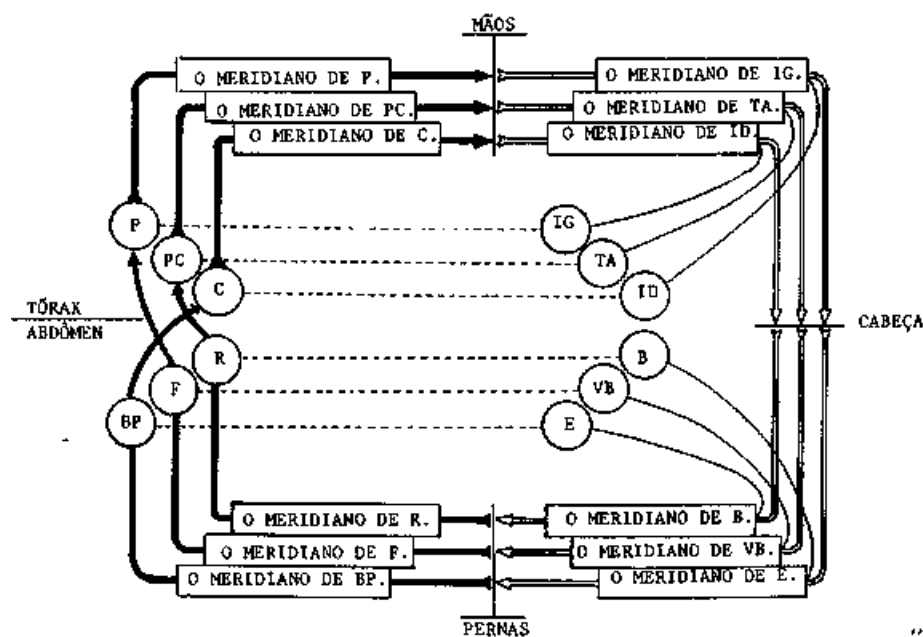 MÃOS
O MERIDIANO DE P.
O MERIDIANO DE IG.
O MERIDIANO DE PC.
O MERIDIANO DE TA.
O MERIDIANO DE C.
O MERIDIANO DE ID.
P
IG
PC
TA
C
ID
TÓRAK
ABDÔMEN
CABEÇA
R
B
F
VB
BP
E
O MERIDIANO DE R.
O MERIDIANO DE B.
O MERIDIANO DE F.
O MERIDIANO DE VB.
O MERIDIANO DE BP.
O MERIDIANO DE E.
PERNAS